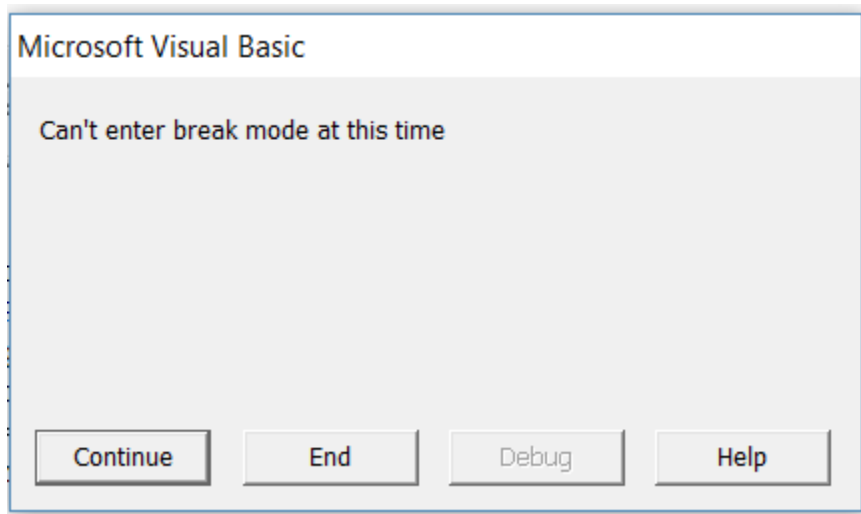 Microsoft Visual Basic
Can't enter break mode at this time
Continue End Debug Help